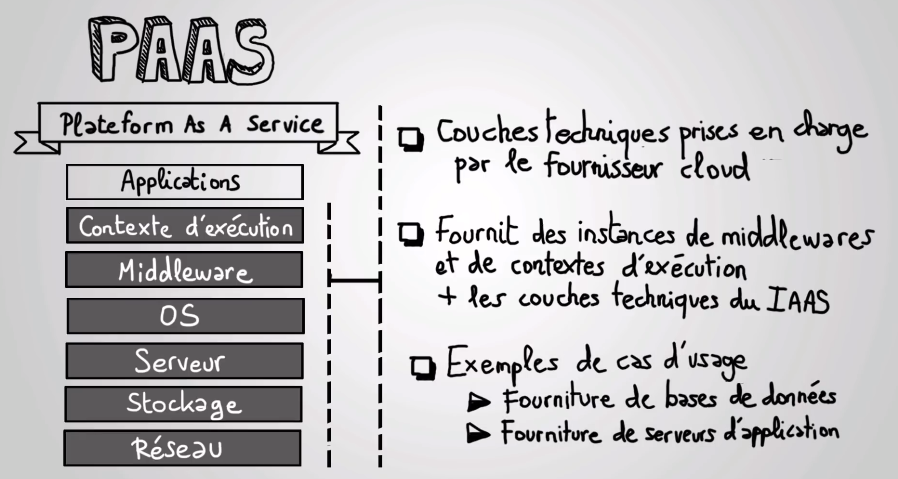 PAAS
Plateform As A Service
Applications
Contexte d'exécution
Middleware
OS
Serveur
Stockage
Réseau
Couches techniques prises en charge
par le fournisseur cloud
Fournit des instances de middlewares
et de contextes d'exécution
+ les couches techniques du IAAS
Exemples de cas d'usage
Fourniture de bases de données
Fourniture de serveurs d'application